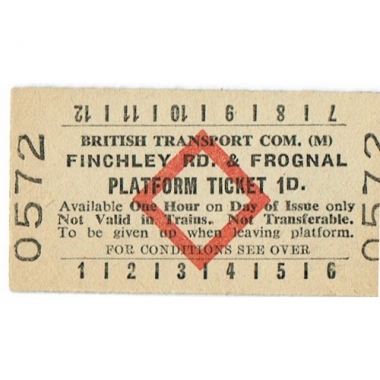 12 | 11 | 10 | 9 | 8 | 7
BRITISH TRANSPORT COM. (M)
FINCHLEY RD. & FROGNAL
PLATFORM TICKET 1D.
Available One Hour on Day of Issue only
Not Valid in Trains. Not Transferable.
To be given up when leaving platform.
FOR CONDITIONS SEE OVER
1 | 2 | 3 | 4 | 5 | 6
0572
0572